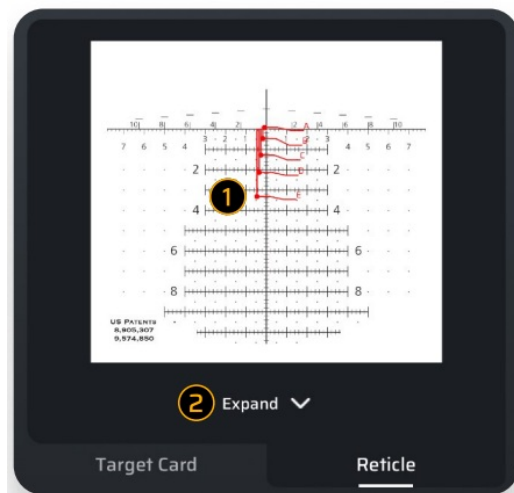 10 8 6 4 2 2 4 6 8 10 A
7 6 5 4 3 2 1 1 2 3 4 5 6 7
B
C
2 D 2
1 E
4 4
6 6
8 8
US PATENTS
8,905,307
9,574,850
2 Expand
Target Card Reticle